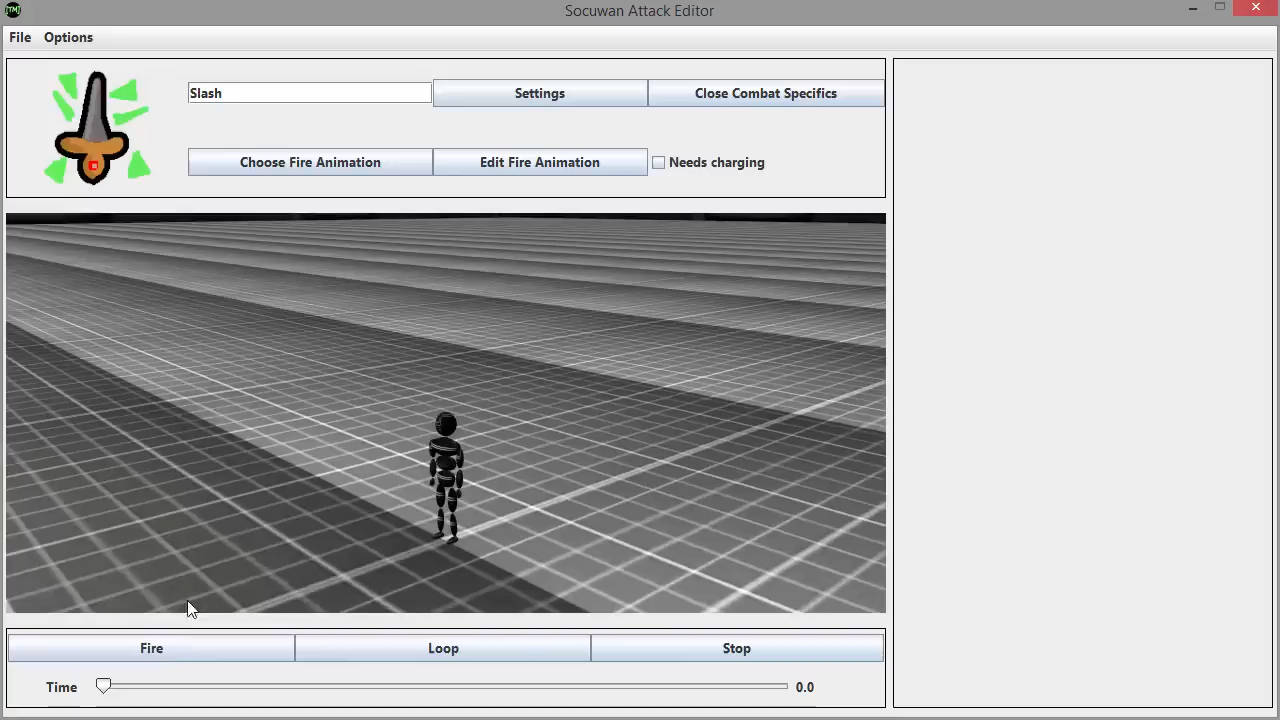 [TM]
Socuwan Attack Editor
File Options
Slash
Settings
Close Combat Specifics
Choose Fire Animation
Edit Fire Animation
Needs charging
Fire
Loop
Stop
Time
0.0